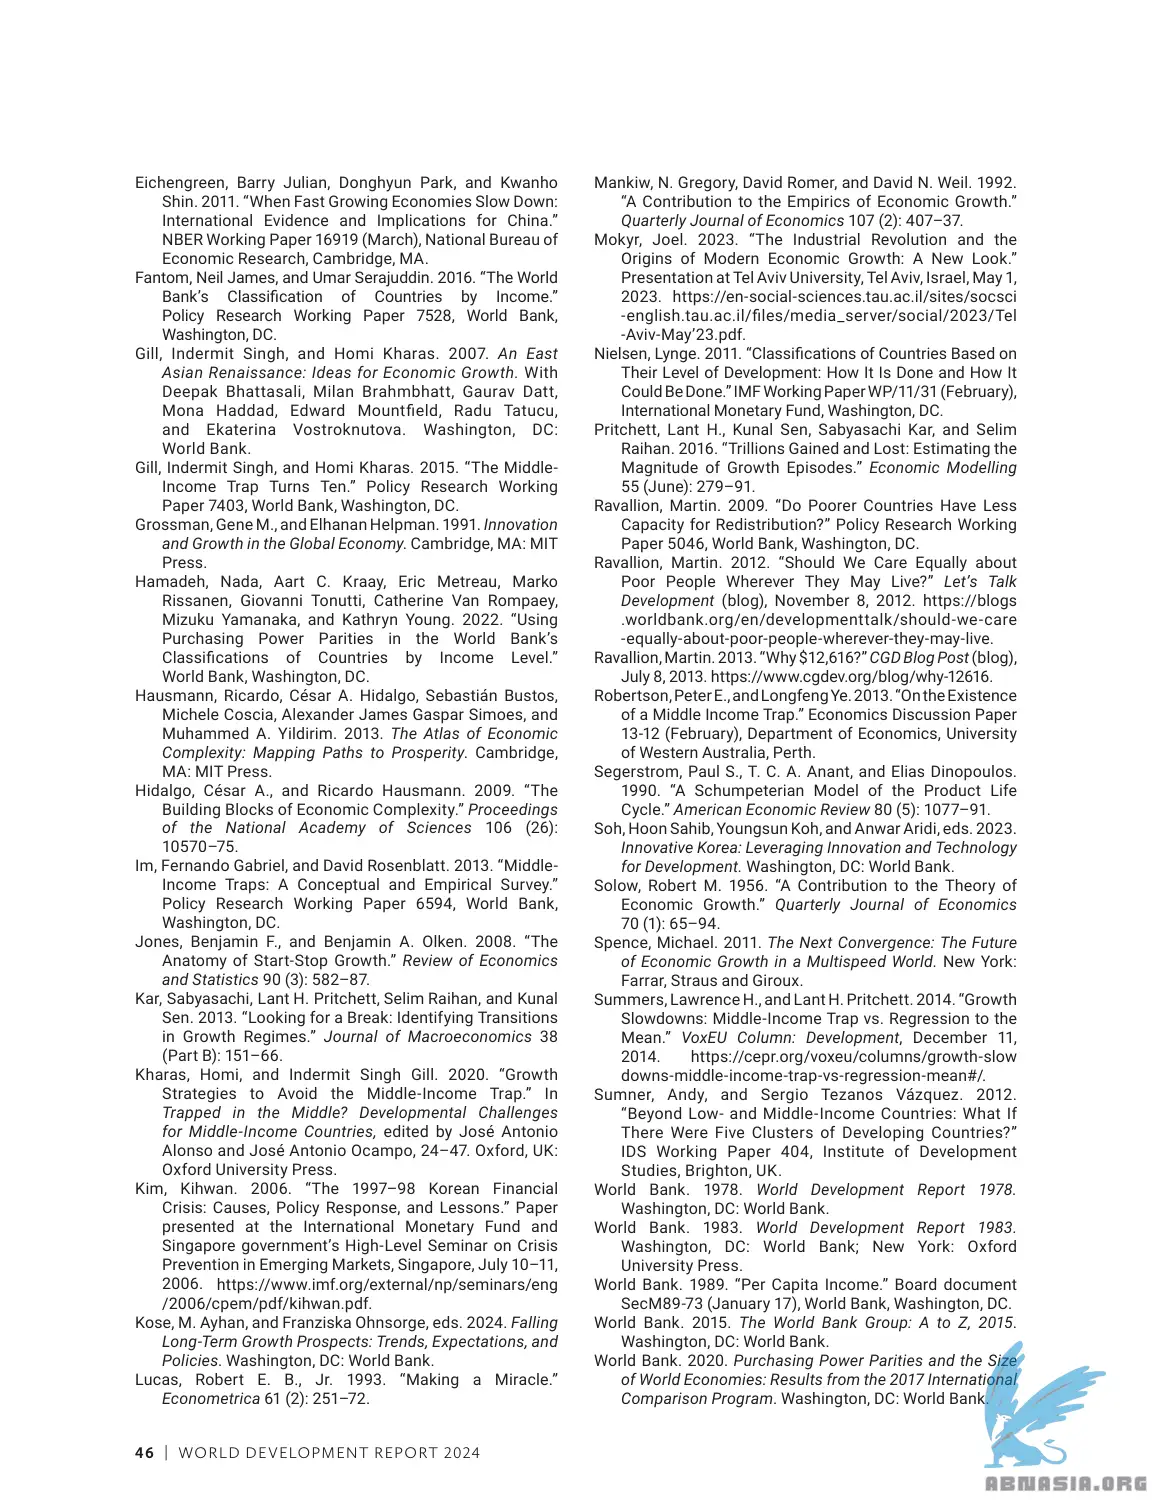 Eichengreen, Barry Julian, Donghyun Park, and Kwanho
Shin. 2011. “When Fast Growing Economies Slow Down:
International Evidence and Implications for China.”
NBER Working Paper 16919 (March), National Bureau of
Economic Research, Cambridge, MA.
Fantom, Neil James, and Umar Serajuddin. 2016. “The World
Bank’s Classification of Countries by Income.”
Policy Research Working Paper 7528, World Bank,
Washington, DC.
Gill, Indermit Singh, and Homi Kharas. 2007. An East
Asian Renaissance: Ideas for Economic Growth. With
Deepak Bhattasali, Milan Brahmbhatt, Gaurav Datt,
Mona Haddad, Edward Mountfield, Radu Tatucu,
and Ekaterina Vostroknutova. Washington, DC:
World Bank.
Gill, Indermit Singh, and Homi Kharas. 2015. “The Middle-
Income Trap Turns Ten.” Policy Research Working
Paper 7403, World Bank, Washington, DC.
Grossman, Gene M., and Elhanan Helpman. 1991. Innovation
and Growth in the Global Economy. Cambridge, MA: MIT
Press.
Hamadeh, Nada, Aart C. Kraay, Eric Metreau, Marko
Rissanen, Giovanni Tonutti, Catherine Van Rompaey,
Mizuku Yamanaka, and Kathryn Young. 2022. “Using
Purchasing Power Parities in the World Bank’s
Classifications of Countries by Income Level.”
World Bank, Washington, DC.
Hausmann, Ricardo, César A. Hidalgo, Sebastián Bustos,
Michele Coscia, Alexander James Gaspar Simoes, and
Muhammed A. Yildirim. 2013. The Atlas of Economic
Complexity: Mapping Paths to Prosperity. Cambridge,
MA: MIT Press.
Hidalgo, César A., and Ricardo Hausmann. 2009. “The
Building Blocks of Economic Complexity.” Proceedings
of the National Academy of Sciences 106 (26):
10570–75.
Im, Fernando Gabriel, and David Rosenblatt. 2013. “Middle-
Income Traps: A Conceptual and Empirical Survey.”
Policy Research Working Paper 6594, World Bank,
Washington, DC.
Jones, Benjamin F., and Benjamin A. Olken. 2008. “The
Anatomy of Start-Stop Growth.” Review of Economics
and Statistics 90 (3): 582–87.
Kar, Sabyasachi, Lant H. Pritchett, Selim Raihan, and Kunal
Sen. 2013. “Looking for a Break: Identifying Transitions
in Growth Regimes.” Journal of Macroeconomics 38
(Part B): 151–66.
Kharas, Homi, and Indermit Singh Gill. 2020. “Growth
Strategies to Avoid the Middle-Income Trap.” In
Trapped in the Middle? Developmental Challenges
for Middle-Income Countries, edited by José Antonio
Alonso and José Antonio Ocampo, 24–47. Oxford, UK:
Oxford University Press.
Kim, Kihwan. 2006. “The 1997–98 Korean Financial
Crisis: Causes, Policy Response, and Lessons.” Paper
presented at the International Monetary Fund and
Singapore government’s High-Level Seminar on Crisis
Prevention in Emerging Markets, Singapore, July 10–11,
2006. https://www.imf.org/external/np/seminars/eng
/2006/cpem/pdf/kihwan.pdf.
Kose, M. Ayhan, and Franziska Ohnsorge, eds. 2024. Falling
Long-Term Growth Prospects: Trends, Expectations, and
Policies. Washington, DC: World Bank.
Lucas, Robert E. B., Jr. 1993. “Making a Miracle.”
Econometrica 61 (2): 251–72.
Mankiw, N. Gregory, David Romer, and David N. Weil. 1992.
“A Contribution to the Empirics of Economic Growth.”
Quarterly Journal of Economics 107 (2): 407–37.
Mokyr, Joel. 2023. “The Industrial Revolution and the
Origins of Modern Economic Growth: A New Look.”
Presentation at Tel Aviv University, Tel Aviv, Israel, May 1,
2023. https://en-social-sciences.tau.ac.il/sites/socsci
-english.tau.ac.il/files/media_server/social/2023/Tel
-Aviv-May’23.pdf.
Nielsen, Lynge. 2011. “Classifications of Countries Based on
Their Level of Development: How It Is Done and How It
Could Be Done.” IMF Working Paper WP/11/31 (February),
International Monetary Fund, Washington, DC.
Pritchett, Lant H., Kunal Sen, Sabyasachi Kar, and Selim
Raihan. 2016. “Trillions Gained and Lost: Estimating the
Magnitude of Growth Episodes.” Economic Modelling
55 (June): 279–91.
Ravallion, Martin. 2009. “Do Poorer Countries Have Less
Capacity for Redistribution?” Policy Research Working
Paper 5046, World Bank, Washington, DC.
Ravallion, Martin. 2012. “Should We Care Equally about
Poor People Wherever They May Live?” Let’s Talk
Development (blog), November 8, 2012. https://blogs
.worldbank.org/en/developmenttalk/should-we-care
-equally-about-poor-people-wherever-they-may-live.
Ravallion, Martin. 2013. “Why $12,616?” CGD Blog Post (blog),
July 8, 2013. https://www.cgdev.org/blog/why-12616.
Robertson, Peter E., and Longfeng Ye. 2013. “On the Existence
of a Middle Income Trap.” Economics Discussion Paper
13-12 (February), Department of Economics, University
of Western Australia, Perth.
Segerstrom, Paul S., T. C. A. Anant, and Elias Dinopoulos.
1990. “A Schumpeterian Model of the Product Life
Cycle.” American Economic Review 80 (5): 1077–91.
Soh, Hoon Sahib, Youngsun Koh, and Anwar Aridi, eds. 2023.
Innovative Korea: Leveraging Innovation and Technology
for Development. Washington, DC: World Bank.
Solow, Robert M. 1956. “A Contribution to the Theory of
Economic Growth.” Quarterly Journal of Economics
70 (1): 65–94.
Spence, Michael. 2011. The Next Convergence: The Future
of Economic Growth in a Multispeed World. New York:
Farrar, Straus and Giroux.
Summers, Lawrence H., and Lant H. Pritchett. 2014. “Growth
Slowdowns: Middle-Income Trap vs. Regression to the
Mean.” VoxEU Column: Development, December 11,
2014. https://cepr.org/voxeu/columns/growth-slow
downs-middle-income-trap-vs-regression-mean#/.
Sumner, Andy, and Sergio Tezanos Vázquez. 2012.
“Beyond Low- and Middle-Income Countries: What If
There Were Five Clusters of Developing Countries?”
IDS Working Paper 404, Institute of Development
Studies, Brighton, UK.
World Bank. 1978. World Development Report 1978.
Washington, DC: World Bank.
World Bank. 1983. World Development Report 1983.
Washington, DC: World Bank; New York: Oxford
University Press.
World Bank. 1989. “Per Capita Income.” Board document
SecM89-73 (January 17), World Bank, Washington, DC.
World Bank. 2015. The World Bank Group: A to Z, 2015.
Washington, DC: World Bank.
World Bank. 2020. Purchasing Power Parities and the Size
of World Economies: Results from the 2017 International
Comparison Program. Washington, DC: World Bank.
46 | WORLD DEVELOPMENT REPORT 2024
ABNASIA.ORG